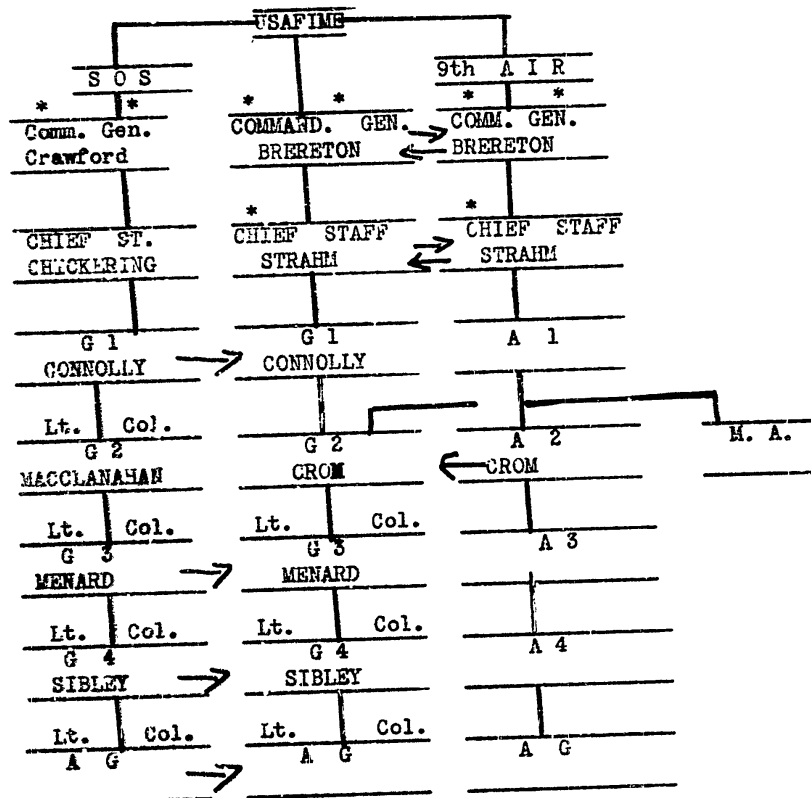 USAFIME
S O S
9th A I R
* *
* *
* *
Comm. Gen.
COMMAND. GEN.
COMM. GEN.
Crawford
BRERETON
BRERETON
*
*
CHIEF ST.
CHIEF STAFF
CHIEF STAFF
CHICKERING
STRAHM
STRAHM
G 1
G 1
A 1
CONNOLLY
CONNOLLY
Lt. Col.
G 2
G 2
A 2
M. A.
MACCLANAHAN
CROM
CROM
Lt. Col.
Lt. Col.
G 3
G 3
A 3
MENARD
MENARD
Lt. Col.
Lt. Col.
G 4
G 4
A 4
SIBLEY
SIBLEY
Lt. Col.
Lt. Col.
A G
A G
A G